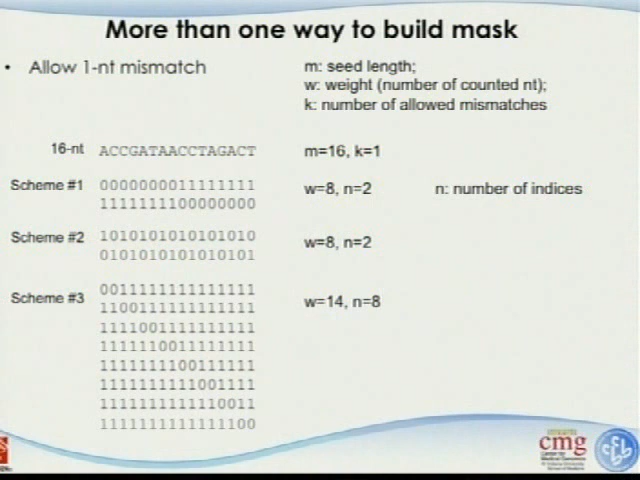 More than one way to build mask
• Allow 1-nt mismatch
m: seed length;
w: weight (number of counted nt);
k: number of allowed mismatches
16-nt ACCGATAACCTAGACT m=16, k=1
Scheme #1 0000000011111111 w=8, n=2 n: number of indices
1111111100000000
Scheme #2 1010101010101010 w=8, n=2
0101010101010101
Scheme #3 0011111111111111 w=14, n=8
1100111111111111
1111001111111111
1111110011111111
1111111100111111
1111111111001111
1111111111110011
1111111111111100
cmg